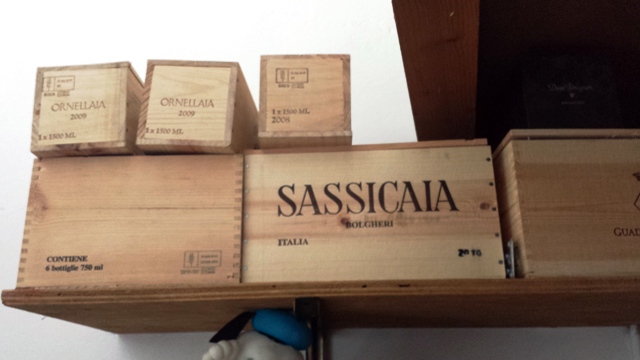 ORNELLAIA
2009
1 x 1500 ML
ORNELLAIA
2009
1 x 1500 ML
1 x 1500 ML
2008
CONTIENE
6 bottiglie 750 ml
SASSICAIA
BOLGHERI
ITALIA
2010
GUAD